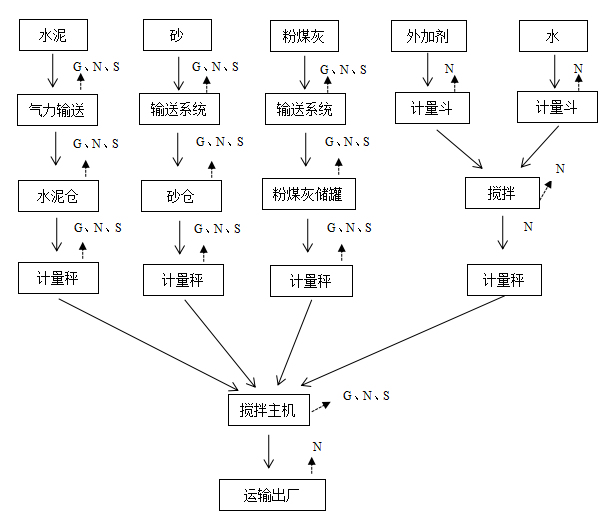 水泥
砂
粉煤灰
外加剂
水
G、N、S
G、N、S
G、N、S
N
N
气力输送
输送系统
输送系统
计量斗
计量斗
G、N、S
G、N、S
G、N、S
N
水泥仓
砂仓
粉煤灰储罐
搅拌
G、N、S
G、N、S
G、N、S
N
计量秤
计量秤
计量秤
计量秤
搅拌主机
G、N、S
N
运输出厂